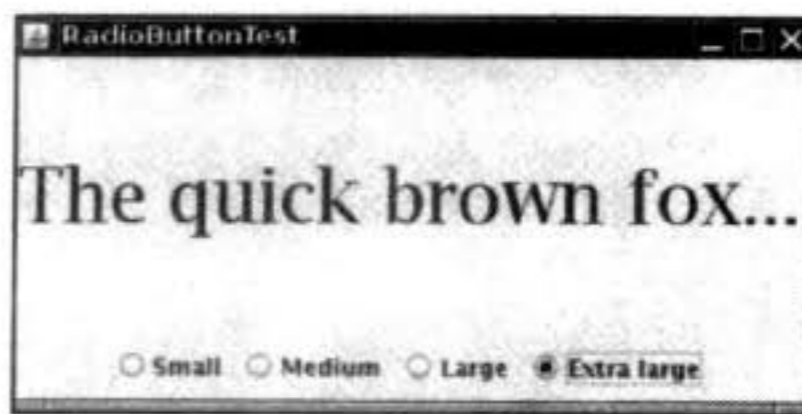 RadioButtonTest
The quick brown fox...
Small Medium Large Extra large